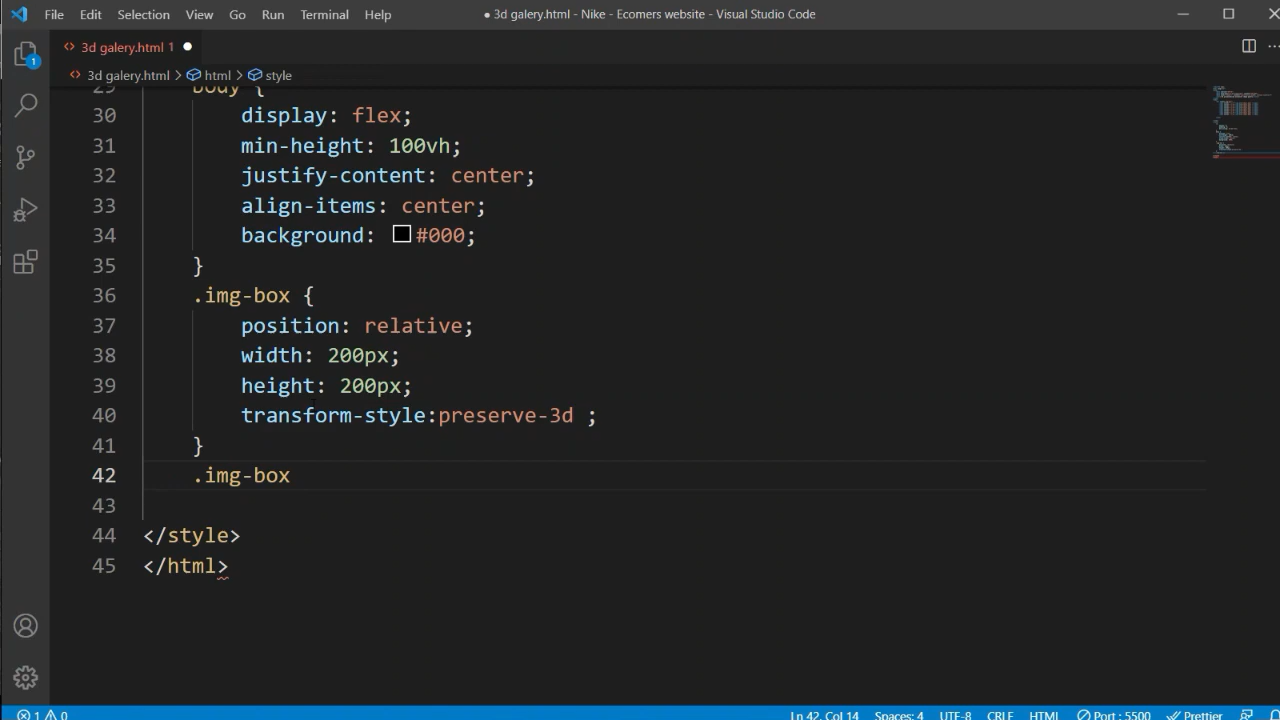 File Edit Selection View Go Run Terminal Help ● 3d galery.html - Nike - Ecomers website - Visual Studio Code
3d galery.html 1
3d galery.html > html > style
29 body {
30 display: flex;
31 min-height: 100vh;
32 justify-content: center;
33 align-items: center;
34 background: #000;
35 }
36 .img-box {
37 position: relative;
38 width: 200px;
39 height: 200px;
40 transform-style:preserve-3d ;
41 }
42 .img-box
43
44 </style>
45 </html>
1
1 0 Ln 42, Col 14 Spaces: 4 UTF-8 CRLF HTML Port : 5500 Prettier